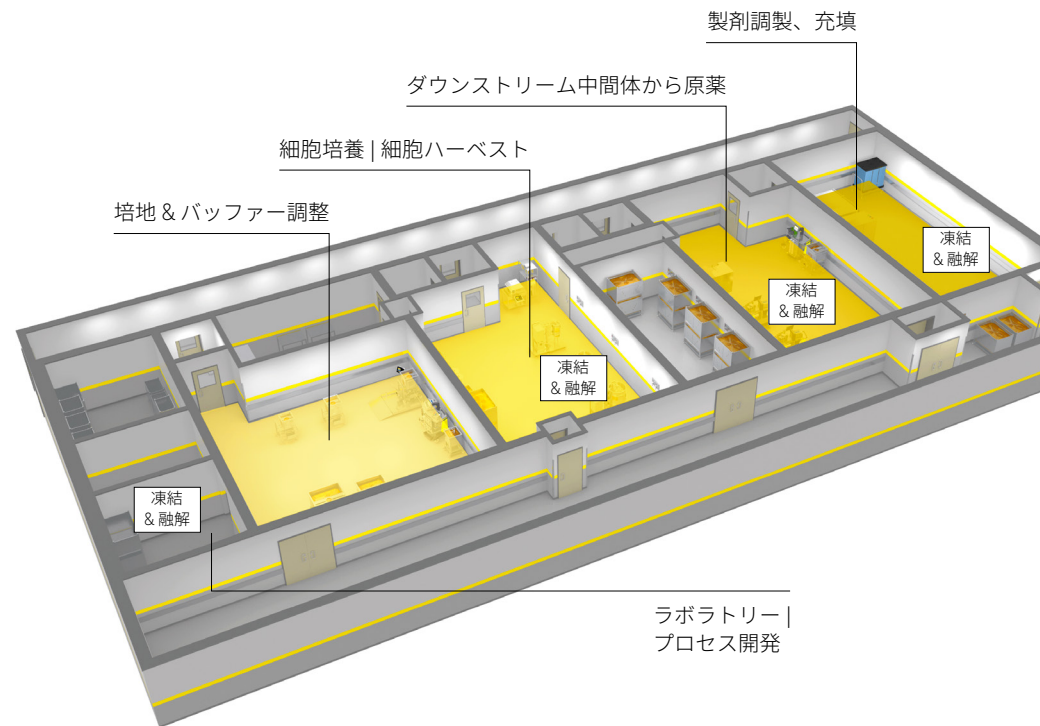 製剤調製、充填
ダウンストリーム中間体から原薬
細胞培養 | 細胞ハーベスト
培地 & バッファー調整
凍結
& 融解
凍結
& 融解
凍結
& 融解
凍結
& 融解
ラボラトリー |
プロセス開発